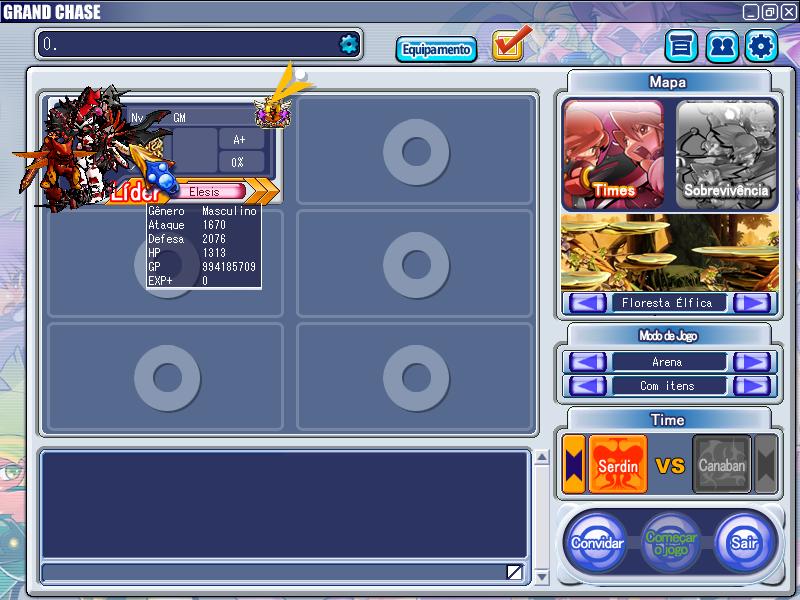 GRAND CHASE
0.
Equipamento
Nv GM
A+
0%
Líder
Elesis
Gênero Masculino
Ataque 1670
Defesa 2076
HP 1313
GP 994185709
EXP+ 0
Mapa
Times
Sobrevivência
Floresta Élfica
Modo de Jogo
Arena
Com itens
Time
Serdin
VS
Canaban
Convidar
Começar
o jogo
Sair